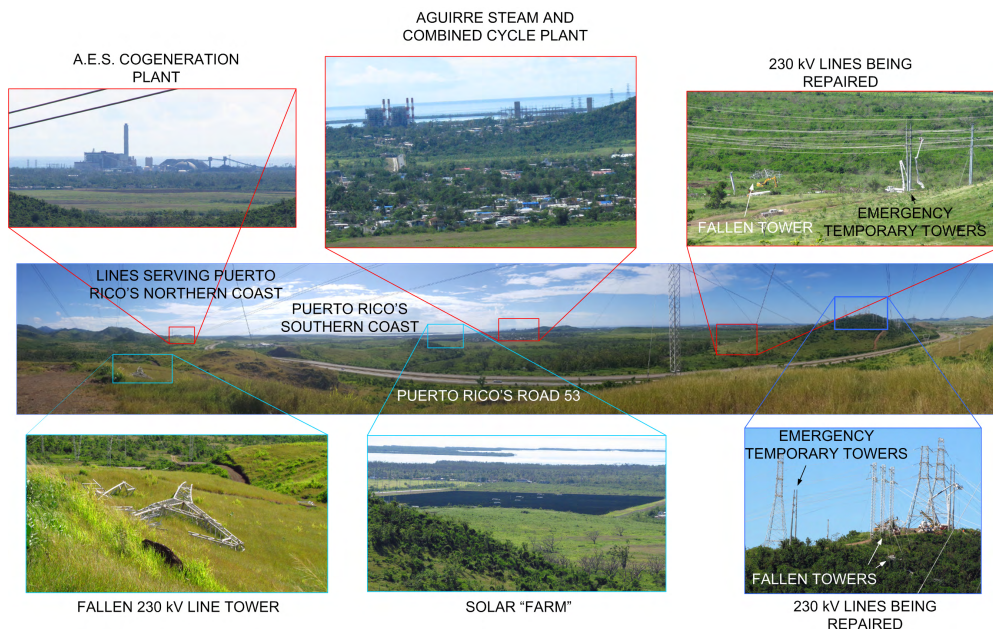 AGUIRRE STEAM AND
COMBINED CYCLE PLANT
A.E.S. COGENERATION
PLANT
230 kV LINES BEING
REPAIRED
FALLEN TOWER
EMERGENCY
TEMPORARY TOWERS
LINES SERVING PUERTO
RICO'S NORTHERN COAST
PUERTO RICO'S
SOUTHERN COAST
PUERTO RICO'S ROAD 53
EMERGENCY
TEMPORARY TOWERS
FALLEN TOWERS
FALLEN 230 kV LINE TOWER
SOLAR “FARM”
230 kV LINES BEING
REPAIRED